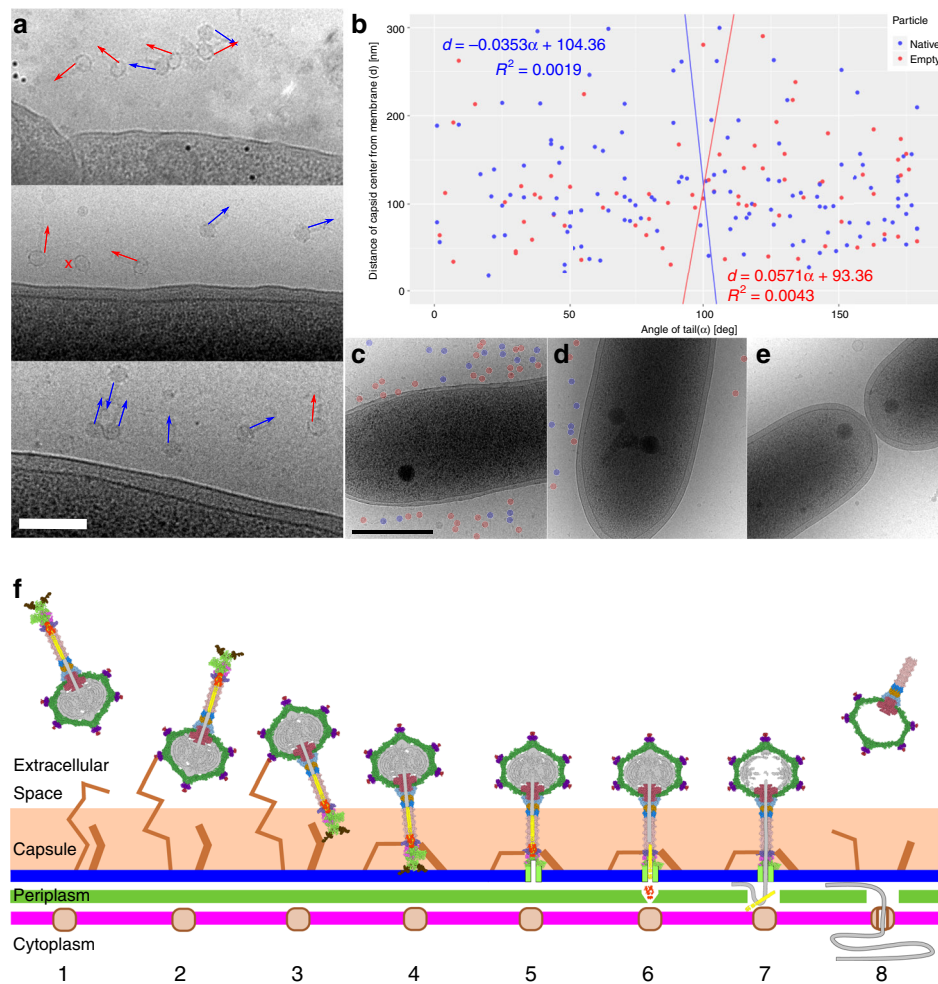 a
x
b
d = –0.0353α + 104.36
R² = 0.0019
Particle
Native
Empty
Distance of capsid center from membrane (d) [nm]
300
200
100
0
d = 0.0571α + 93.36
R² = 0.0043
0
50
100
150
Angle of tail(α) [deg]
c
d
e
f
Extracellular
Space
Capsule
Periplasm
Cytoplasm
1
2
3
4
5
6
7
8